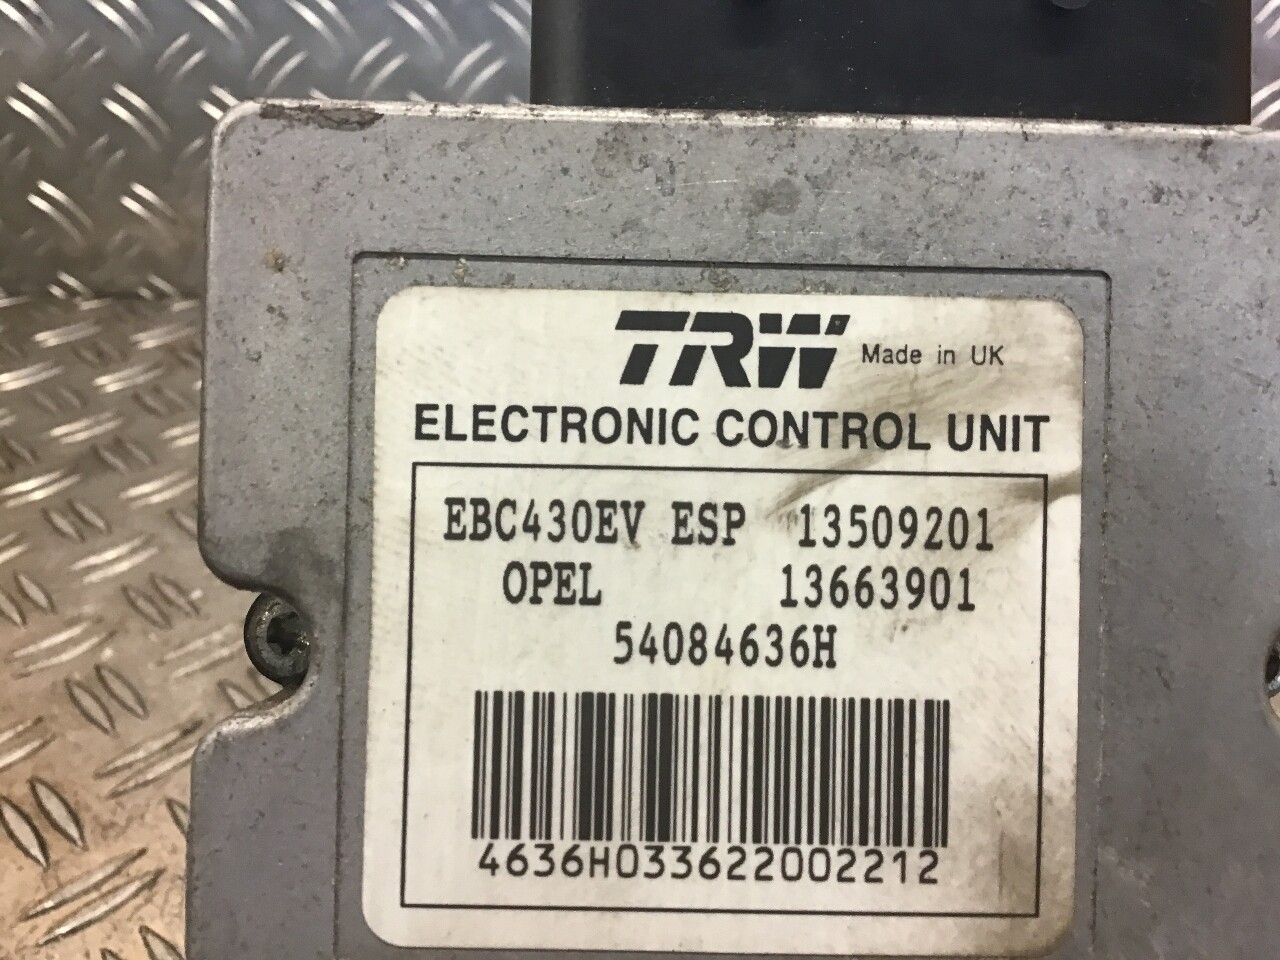 TRW Made in UK
ELECTRONIC CONTROL UNIT
EBC430EV ESP 13509201
OPEL 13663901
54084636H
4636H033622002212